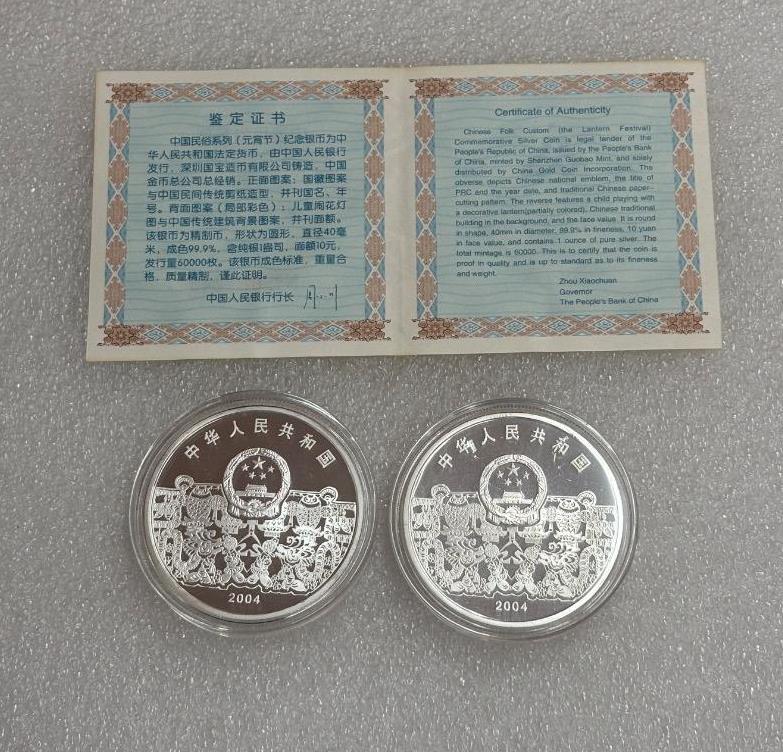 鉴定证书
中国民俗系列（元宵节）纪念银币为中
华人民共和国法定货币，由中国人民银行
发行，深圳国宝造币有限公司铸造，中国
金币总公司总经销。正面图案：国徽图案
与中国民间传统剪纸造型，并刊国名、年
号。背面图案（局部彩色）：儿童闹花灯
图与中国传统建筑背景图案，并刊面额。
该银币为精制币，形状为圆形，直径40毫
米，成色99.9%，含纯银1盎司，面额10元，
发行量60000枚。该银币成色标准，重量合
格，质量精制，谨此证明。
中国人民银行行长
Certificate of Authenticity
Chinese Folk Custom (the Lantern Festival)
Commemorative Silver Coin is legal tender of the
People's Republic of China, issued by the People's Bank
of China, minted by Shenzhen Guobao Mint, and solely
distributed by China Gold Coin Incorporation. The
obverse depicts Chinese national emblem, the title of
PRC and the year date, and traditional Chinese paper-
cutting pattern. The reverse features a child playing with
a decorative lantern(partially colored), Chinese traditional
building in the background, and the face value. It is round
in shape, 40mm in diameter, 99.9% in fineness, 10 yuan
in face value, and contains 1 ounce of pure silver. The
total mintage is 60000. This is to certify that the coin is
proof in quality and is up to standard as to its fineness
and weight.
Zhou Xiaochuan
Governor
The People's Bank of China
中华人民共和国
2004
中华人民共和国
2004